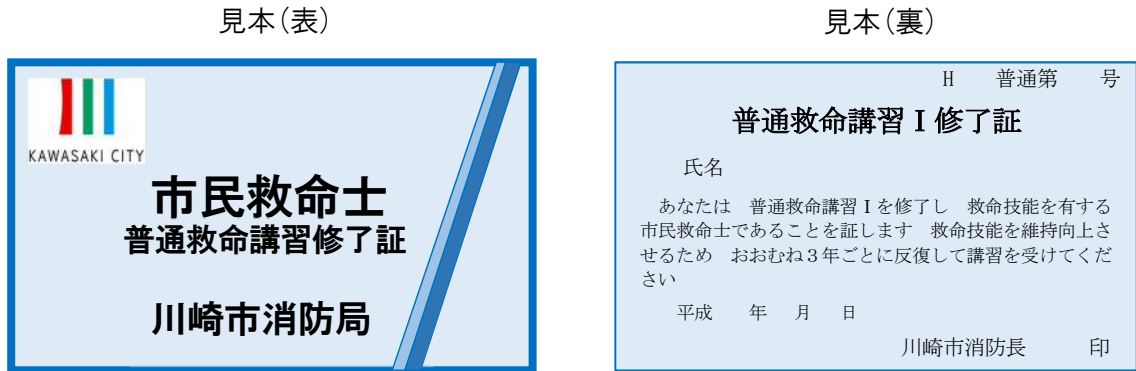 見本（表）
KAWASAKI CITY
市民救命士
普通救命講習修了証
川崎市消防局
見本（裏）
H　普通第　号
普通救命講習Ⅰ修了証
氏名
あなたは　普通救命講習Ⅰを修了し　救命技能を有する
市民救命士であることを証します　救命技能を維持向上さ
せるため　おおむね３年ごとに反復して講習を受けてくだ
さい
平成　年　月　日
川崎市消防長　印